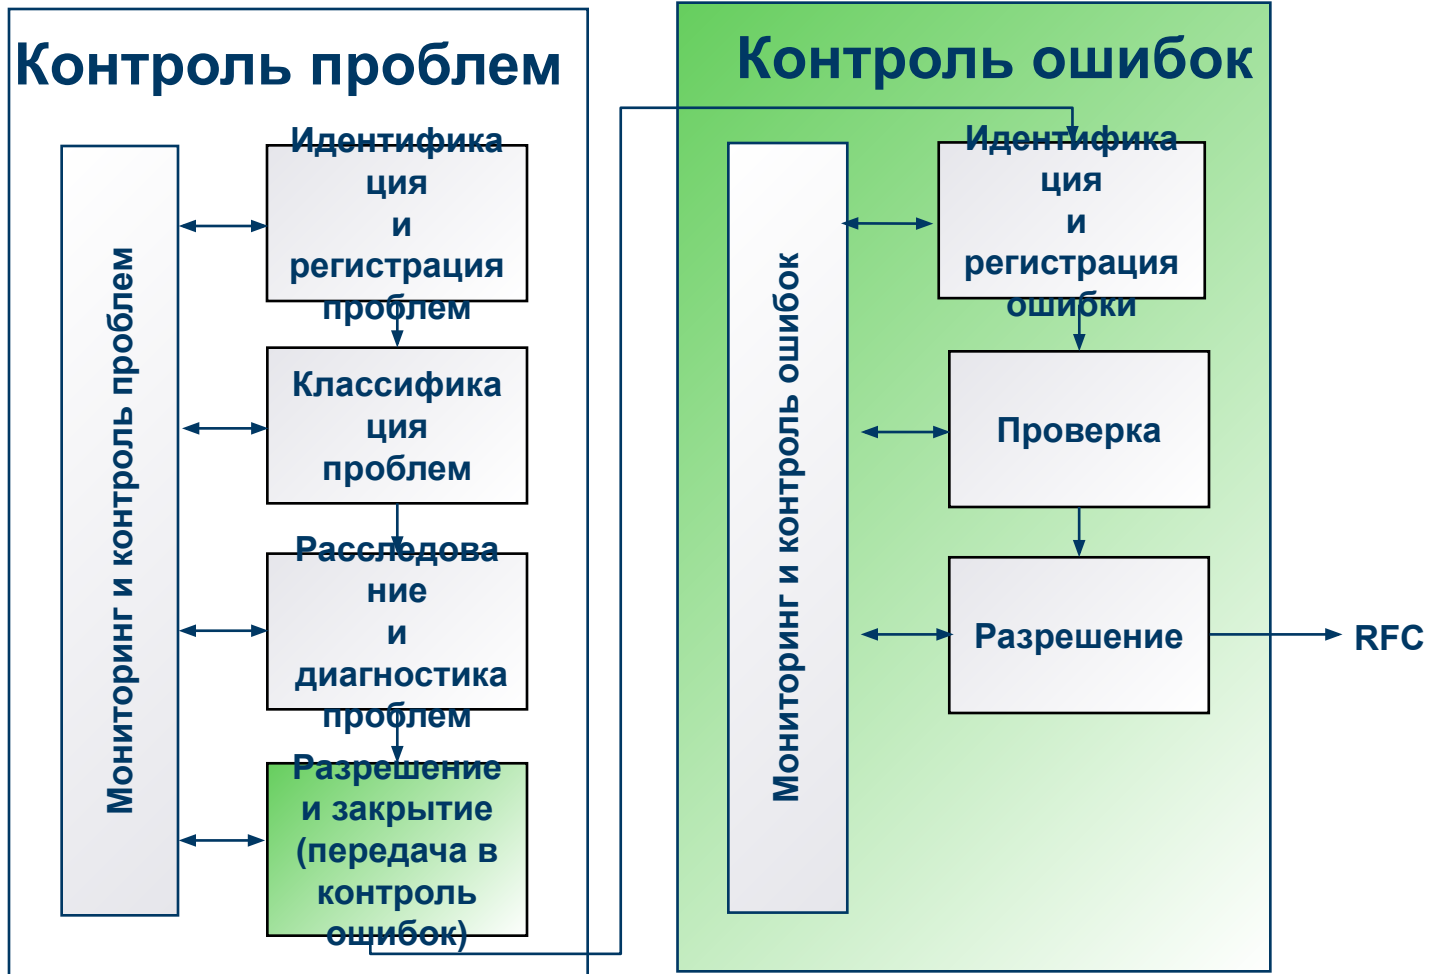 Контроль проблем
Мониторинг и контроль проблем
Идентифика
ция
и
регистрация
проблем
Классифика
ция
проблем
Расследова
ние
и
диагностика
проблем
Разрешение
и закрытие
(передача в
контроль
ошибок)
Контроль ошибок
Мониторинг и контроль ошибок
Идентифика
ция
и
регистрация
ошибки
Проверка
Разрешение
RFC